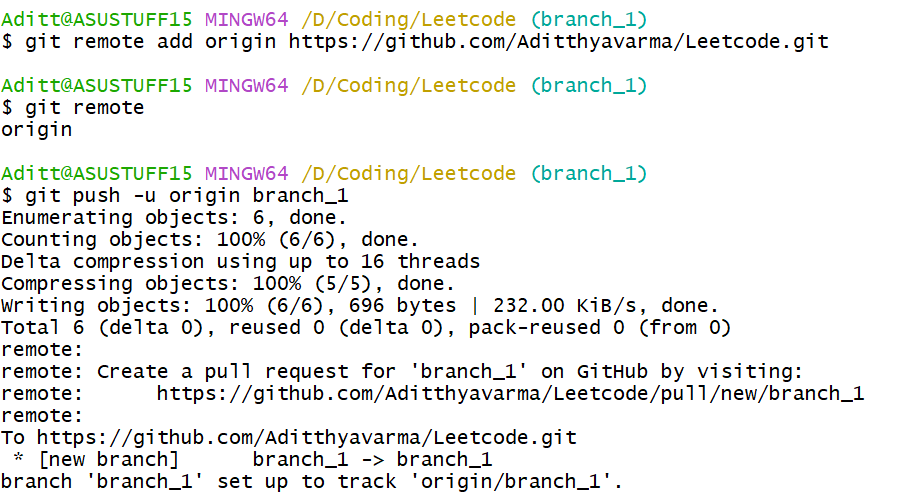 Aditt@ASUSTUFF15 MINGW64 /D/Coding/Leetcode (branch_1)
$ git remote add origin https://github.com/Aditthyavarma/Leetcode.git
Aditt@ASUSTUFF15 MINGW64 /D/Coding/Leetcode (branch_1)
$ git remote
origin
Aditt@ASUSTUFF15 MINGW64 /D/Coding/Leetcode (branch_1)
$ git push -u origin branch_1
Enumerating objects: 6, done.
Counting objects: 100% (6/6), done.
Delta compression using up to 16 threads
Compressing objects: 100% (5/5), done.
Writing objects: 100% (6/6), 696 bytes | 232.00 KiB/s, done.
Total 6 (delta 0), reused 0 (delta 0), pack-reused 0 (from 0)
remote:
remote: Create a pull request for 'branch_1' on GitHub by visiting:
remote:      https://github.com/Aditthyavarma/Leetcode/pull/new/branch_1
remote:
To https://github.com/Aditthyavarma/Leetcode.git
 * [new branch]      branch_1 -> branch_1
branch 'branch_1' set up to track 'origin/branch_1'.